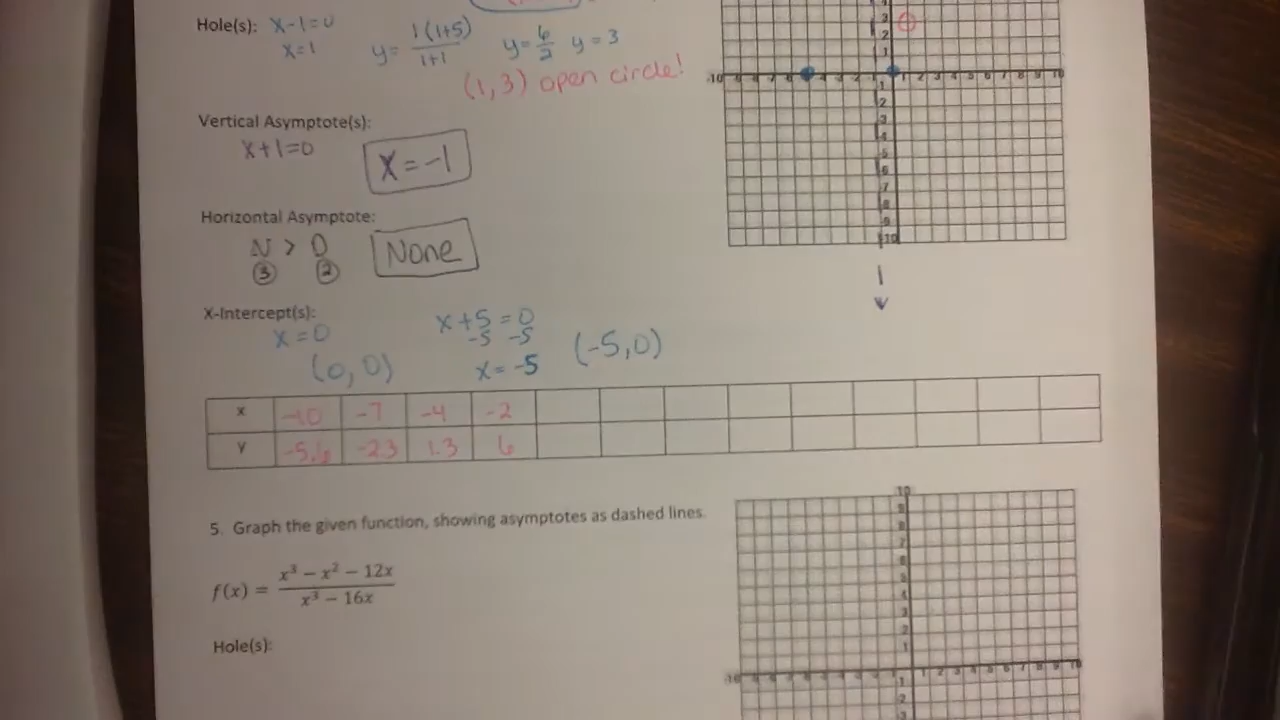 Hole(s): x-1=0
x=1
y= 1(1+5)/1+1 y= 6/2 y=3
(1,3) open circle!
Vertical Asymptote(s):
x+1=0 x=-1
Horizontal Asymptote:
N > D None
3 2
X-Intercept(s):
x=0 x+5=0
-5 -5
(0,0) x=-5 (-5,0)
x -10 -7 -4 -2
y -5.6 -2.3 1.3 6
5. Graph the given function, showing asymptotes as dashed lines.
f(x) = x³ − x² − 12x / x³ − 16x
Hole(s):